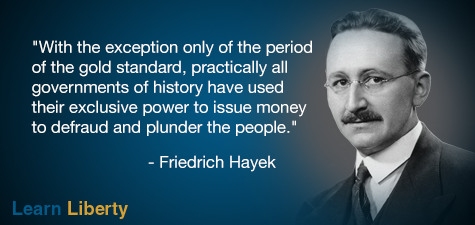 "With the exception only of the period
of the gold standard, practically all
governments of history have used
their exclusive power to issue money
to defraud and plunder the people."
- Friedrich Hayek
Learn Liberty